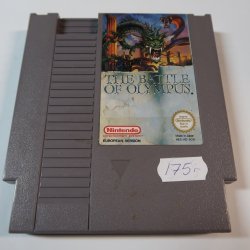 THE BATTLE
OF OLYMPUS
Nintendo
EUROPEAN VERSION
175:-